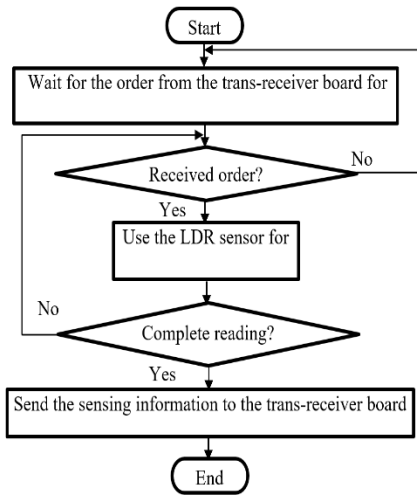 Start
Wait for the order from the trans-receiver board for
Received order?
No
Yes
Use the LDR sensor for
No
Complete reading?
Yes
Send the sensing information to the trans-receiver board
End